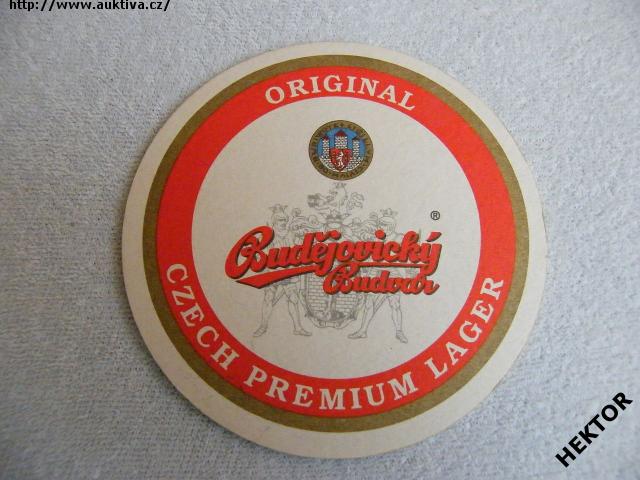 http://www.auktiva.cz/
ORIGINAL
®
Budějovický
Budvar
CZECH PREMIUM LAGER
HEKTOR